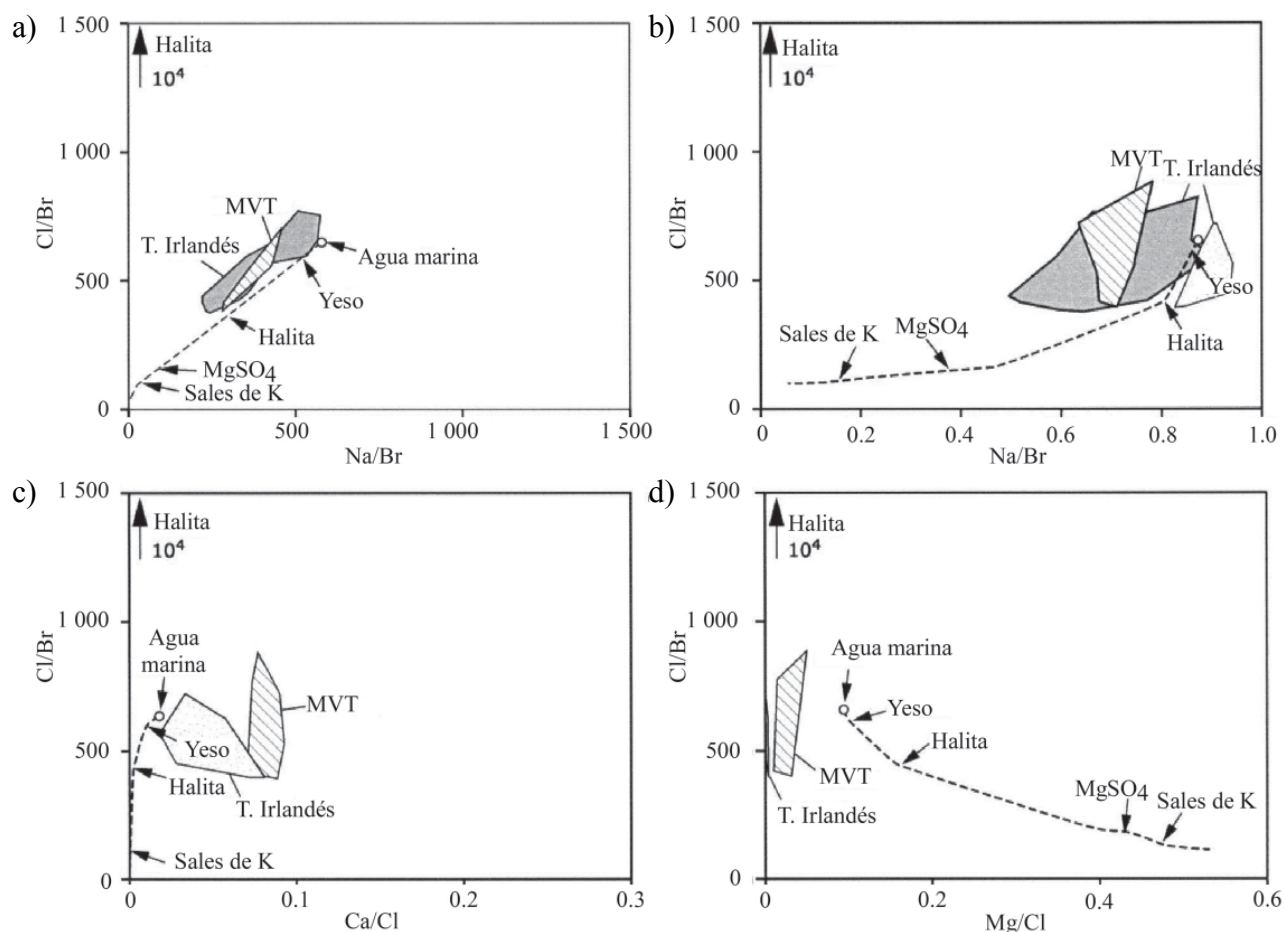 a)
1 500
Halita
10⁴
1 000
Cl/Br
MVT
T. Irlandés
Agua marina
500
Yeso
Halita
MgSO4
Sales de K
0
0
500
1 000
1 500
Na/Br
b)
1 500
Halita
10⁴
1 000
Cl/Br
MVT
T. Irlandés
500
Yeso
Sales de K
MgSO4
Halita
0
0
0.2
0.4
0.6
0.8
1.0
Na/Br
c)
1 500
Halita
10⁴
1 000
Cl/Br
Agua
marina
MVT
500
Yeso
Halita
T. Irlandés
Sales de K
0
0
0.1
0.2
0.3
Ca/Cl
d)
1 500
Halita
10⁴
1 000
Cl/Br
Agua marina
Yeso
Halita
500
MVT
T. Irlandés
MgSO4
Sales de K
0
0
0.2
0.4
0.6
Mg/Cl